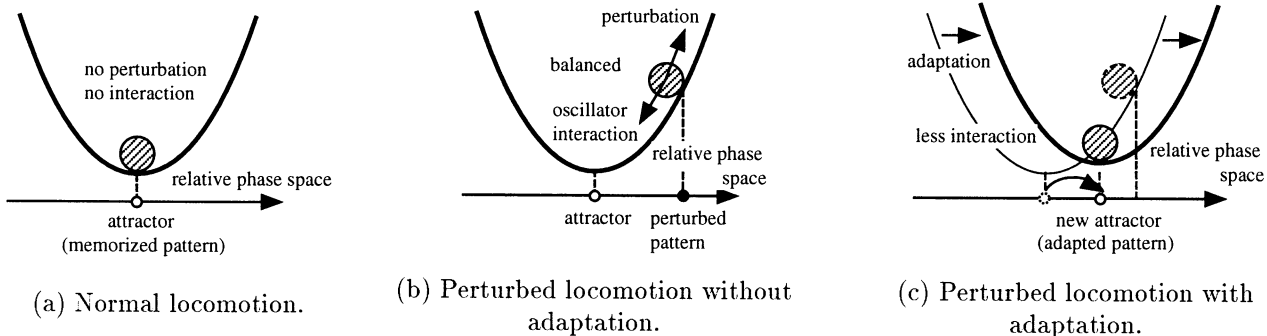 no perturbation
no interaction
relative phase space
attractor
(memorized pattern)
(a) Normal locomotion.
perturbation
balanced
oscillator
interaction
relative phase
space
attractor
perturbed
pattern
(b) Perturbed locomotion without
adaptation.
adaptation
less interaction
relative phase
space
new attractor
(adapted pattern)
(c) Perturbed locomotion with
adaptation.